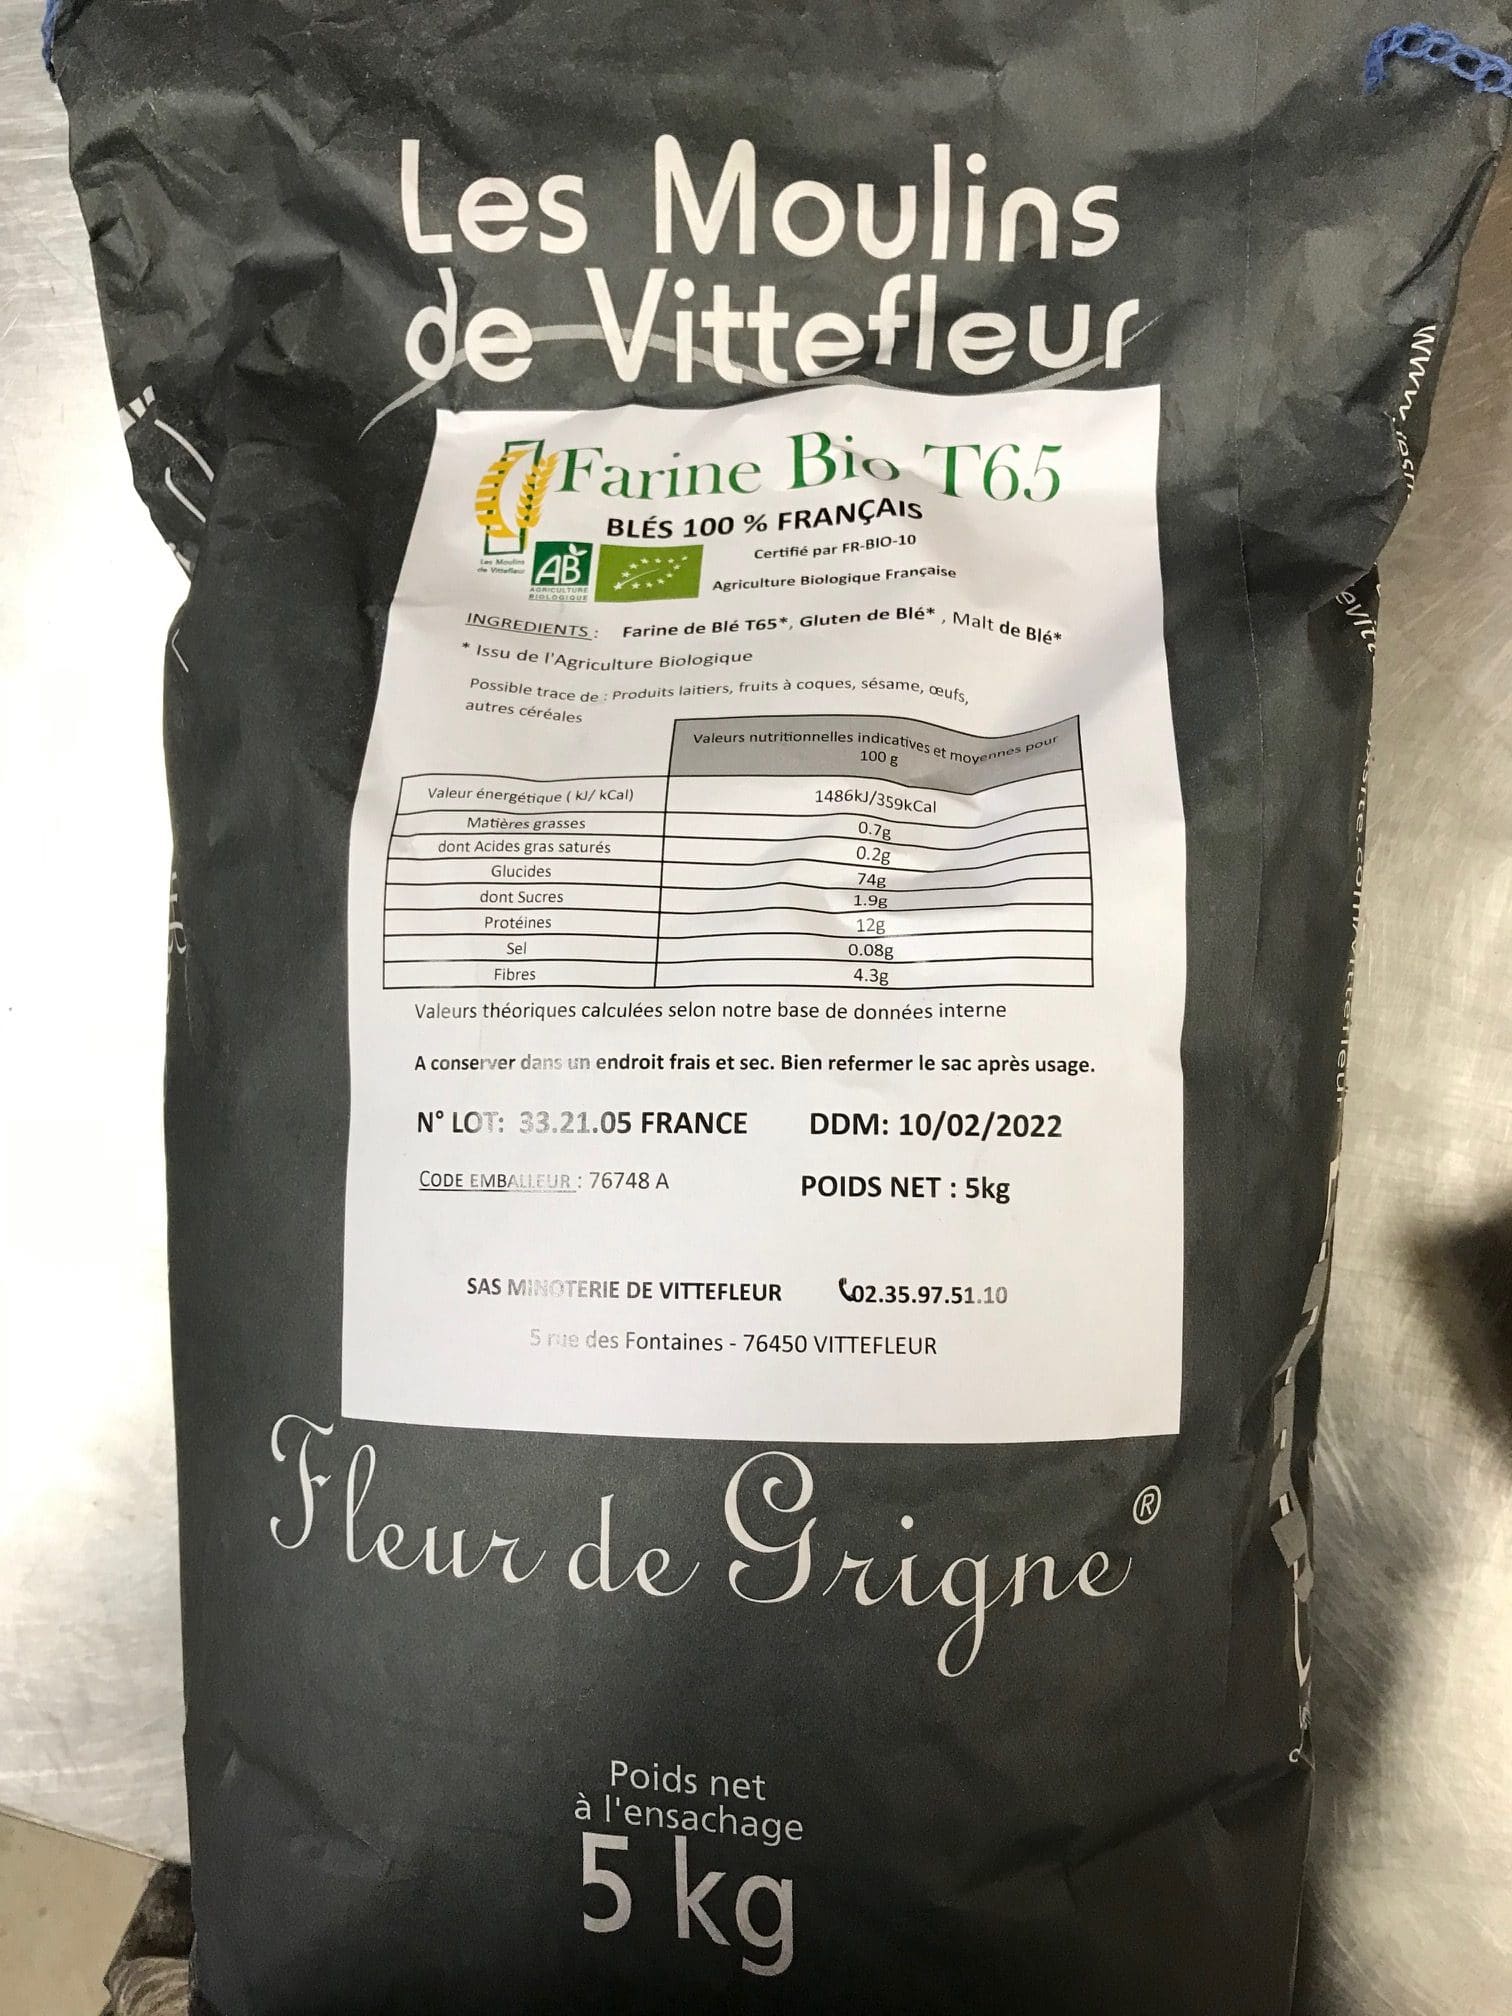 Les Moulins
de Vittefleur
Farine Bio T65
BLÉS 100 % FRANÇAIS
Les Moulins
de Vittefleur
AB
AGRICULTURE
BIOLOGIQUE
Certifié par FR-BIO-10
Agriculture Biologique Française
INGREDIENTS : Farine de Blé T65*, Gluten de Blé* , Malt de Blé*
* Issu de l'Agriculture Biologique
Possible trace de : Produits laitiers, fruits à coques, sésame, œufs,
autres céréales
Valeurs nutritionnelles indicatives et moyennes pour
100 g
Valeur énergétique ( kJ/ kCal) 1486kJ/359kCal
Matières grasses 0.7g
dont Acides gras saturés 0.2g
Glucides 74g
dont Sucres 1.9g
Protéines 12g
Sel 0.08g
Fibres 4.3g
Valeurs théoriques calculées selon notre base de données interne
A conserver dans un endroit frais et sec. Bien refermer le sac après usage.
N° LOT: 33.21.05 FRANCE DDM: 10/02/2022
CODE EMBALLEUR : 76748 A POIDS NET : 5kg
SAS MINOTERIE DE VITTEFLEUR 02.35.97.51.10
5 rue des Fontaines - 76450 VITTEFLEUR
Fleur de Grigne®
Poids net
à l'ensachage
5 kg